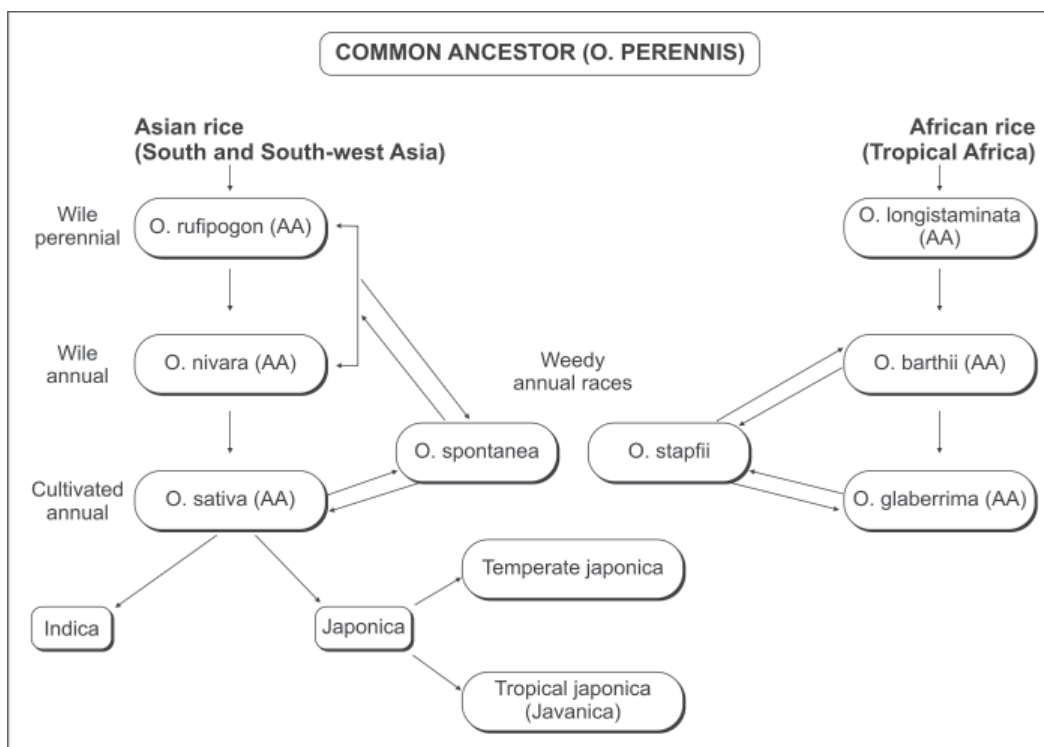 COMMON ANCESTOR (O. PERENNIS)
Asian rice
(South and South-west Asia)
African rice
(Tropical Africa)
Wile
perennial
O. rufipogon (AA)
O. longistaminata
(AA)
Wile
annual
O. nivara (AA)
Weedy
annual races
O. barthii (AA)
O. spontanea
O. stapfii
Cultivated
annual
O. sativa (AA)
O. glaberrima (AA)
Temperate japonica
Indica
Japonica
Tropical japonica
(Javanica)